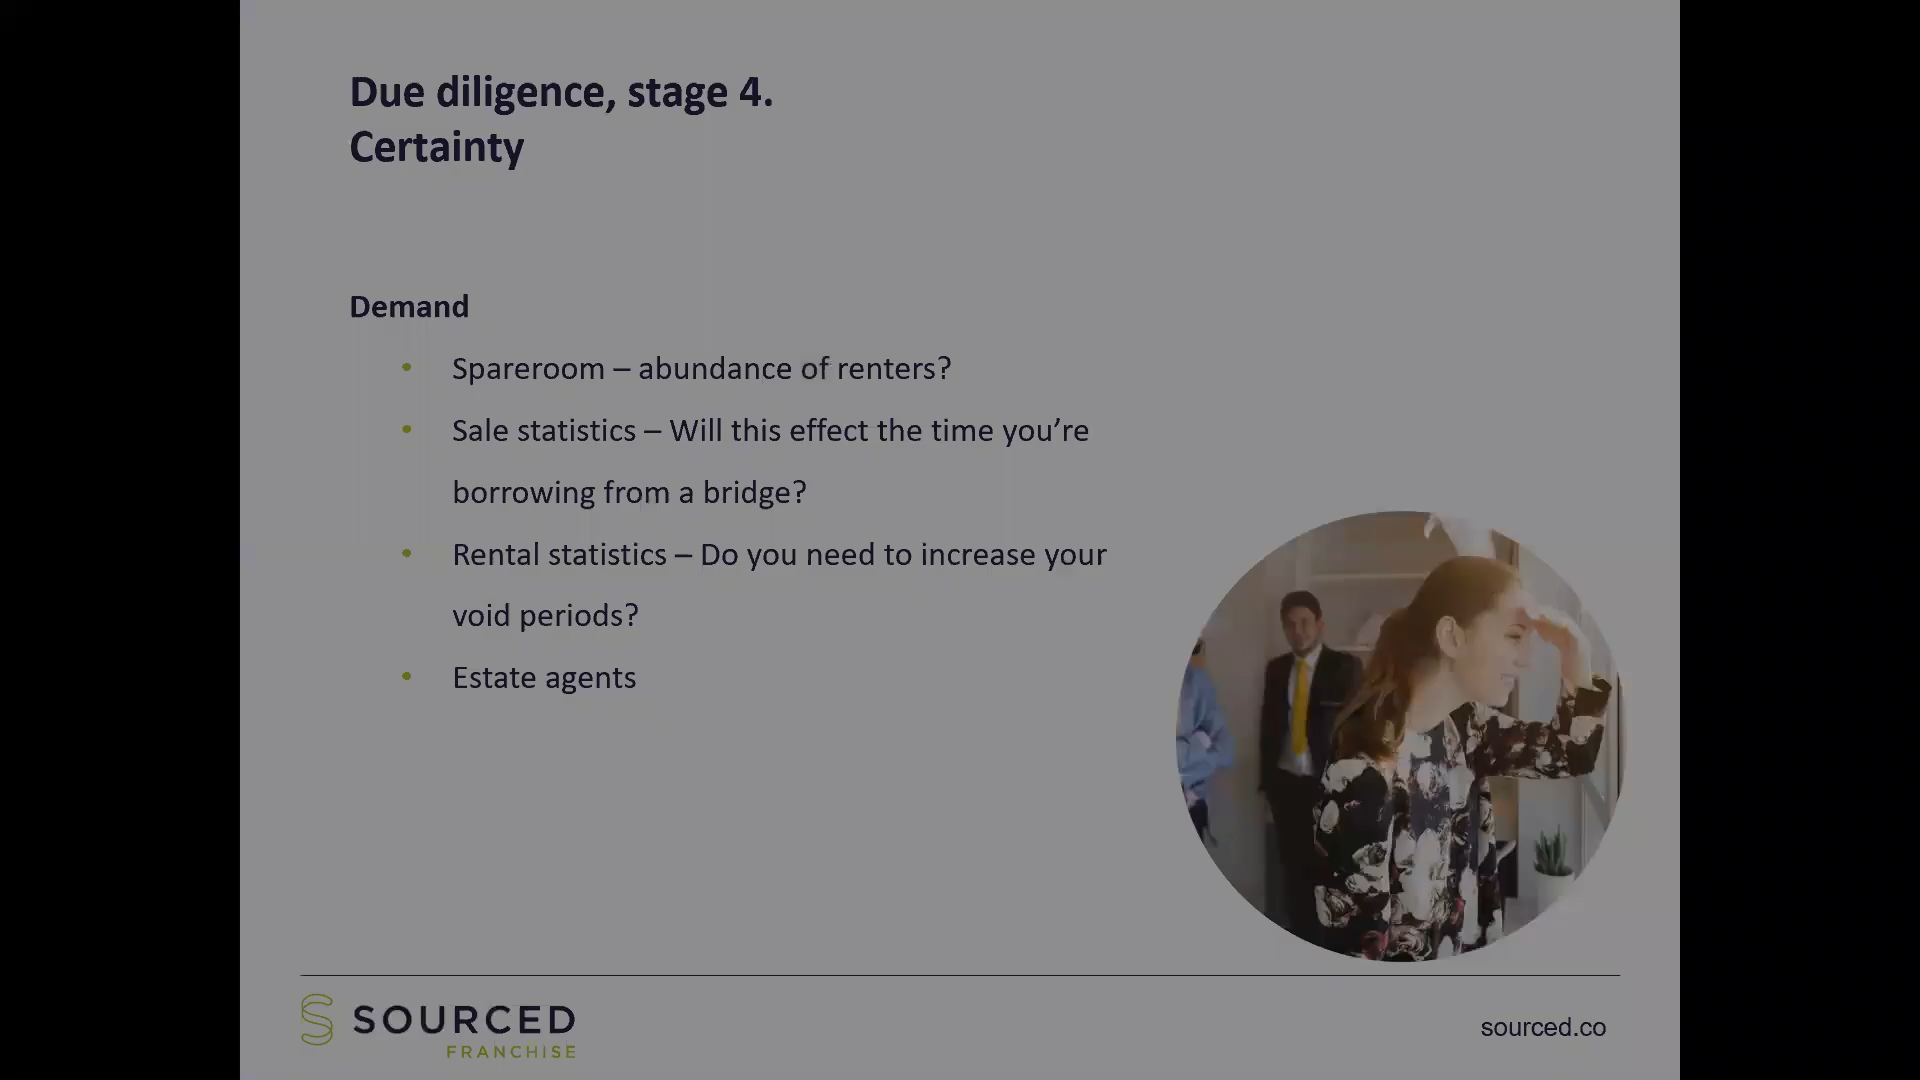 Due diligence, stage 4.
Certainty
Demand
• Spareroom – abundance of renters?
• Sale statistics – Will this effect the time you’re
borrowing from a bridge?
• Rental statistics – Do you need to increase your
void periods?
• Estate agents
SOURCED
FRANCHISE
sourced.co